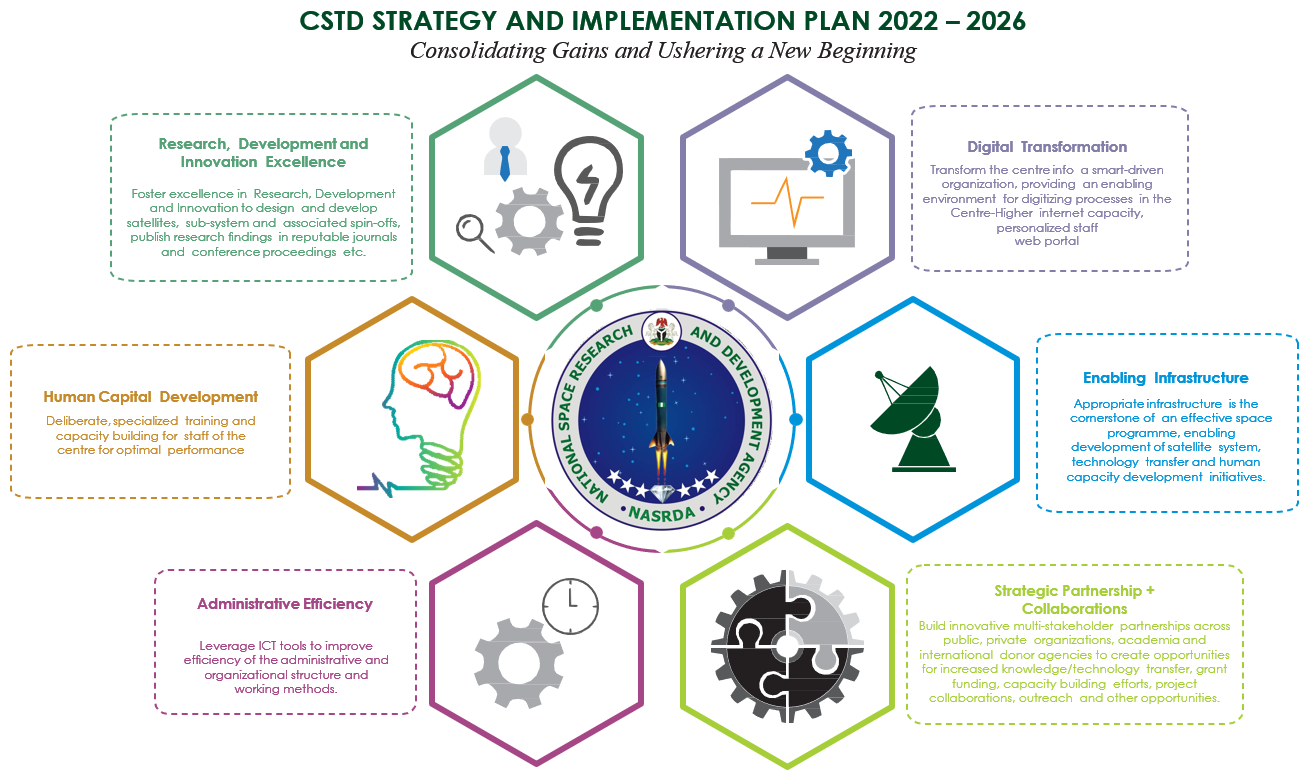 CSTD STRATEGY AND IMPLEMENTATION PLAN 2022 – 2026
Consolidating Gains and Ushering a New Beginning
Research, Development and
Innovation Excellence
Foster excellence in Research, Development
and Innovation to design and develop
satellites, sub-system and associated spin-offs,
publish research findings in reputable journals
and conference proceedings etc.
Digital Transformation
Transform the centre info a smart-driven
organization, providing an enabling
environment for digitizing processes in the
Centre-Higher internet capacity,
personalized staff
web portal
Human Capital Development
Deliberate, specialized training and
capacity building for staff of the
centre for optimal performance
NATIONAL SPACE RESEARCH AND DEVELOPMENT AGENCY
• NASRDA •
Enabling Infrastructure
Appropriate infrastructure is the
cornerstone of an effective space
programme, enabling
development of satellite system,
technology transfer and human
capacity development initiatives.
Administrative Efficiency
Leverage ICT tools to improve
efficiency of the administrative and
organizational structure and
working methods.
Strategic Partnership +
Collaborations
Build innovative multi-stakeholder partnerships across
public, private organizations, academia and
international donor agencies to create opportunities
for increased knowledge/technology transfer, grant
funding, capacity building efforts, project
collaborations, outreach and other opportunities.